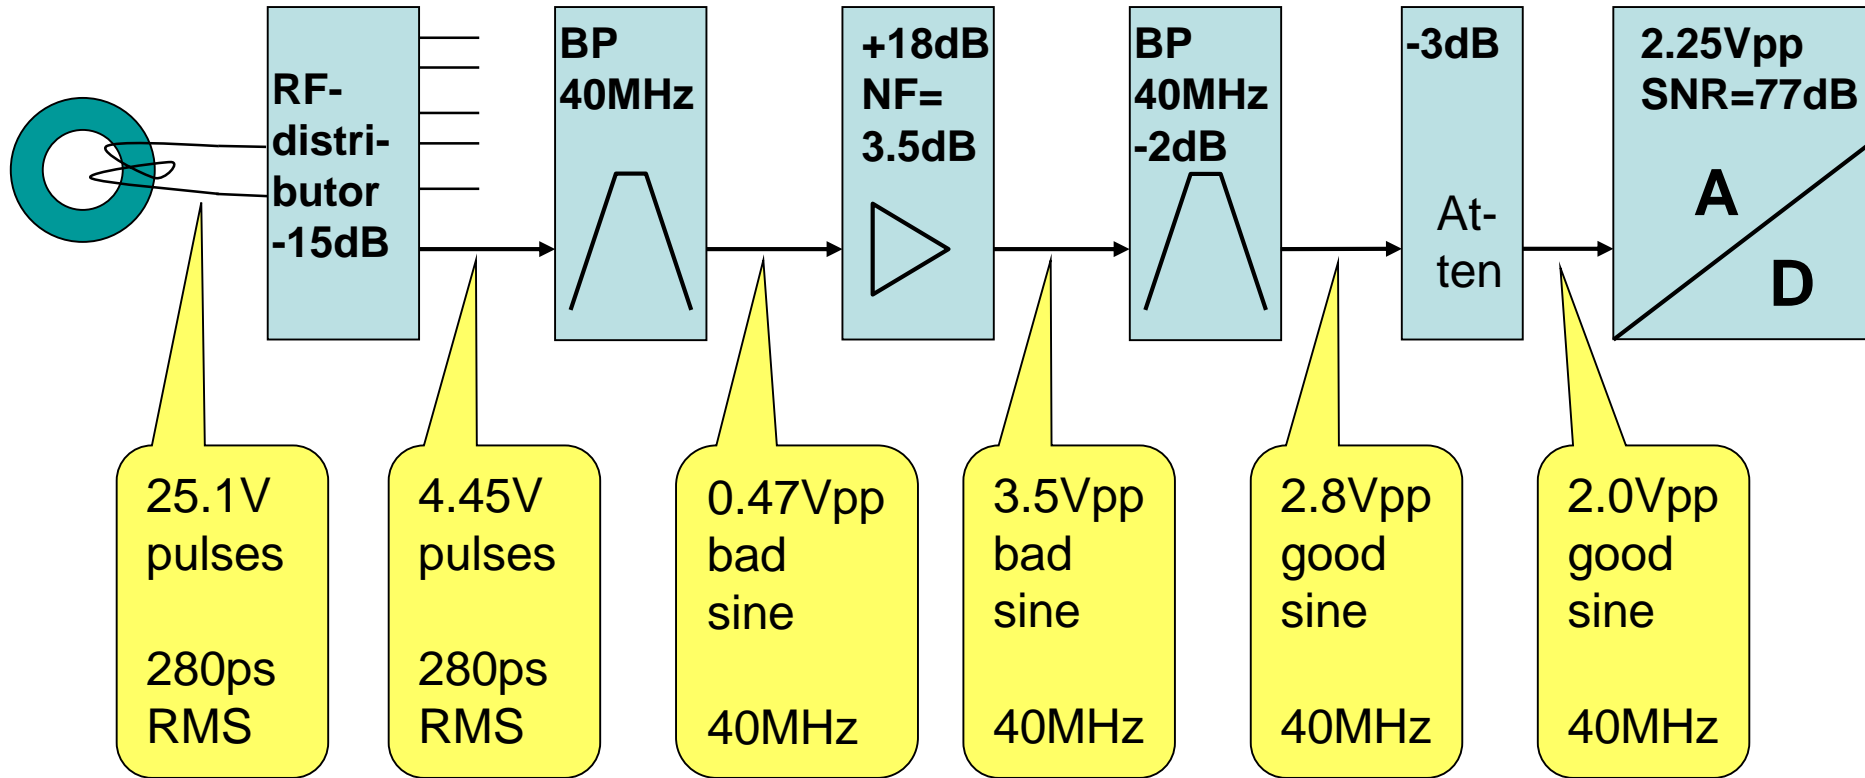 RF-
distri-
butor
-15dB
BP
40MHz
+18dB
NF=
3.5dB
BP
40MHz
-2dB
-3dB
At-
ten
2.25Vpp
SNR=77dB
A
D
25.1V
pulses
280ps
RMS
4.45V
pulses
280ps
RMS
0.47Vpp
bad
sine
40MHz
3.5Vpp
bad
sine
40MHz
2.8Vpp
good
sine
40MHz
2.0Vpp
good
sine
40MHz